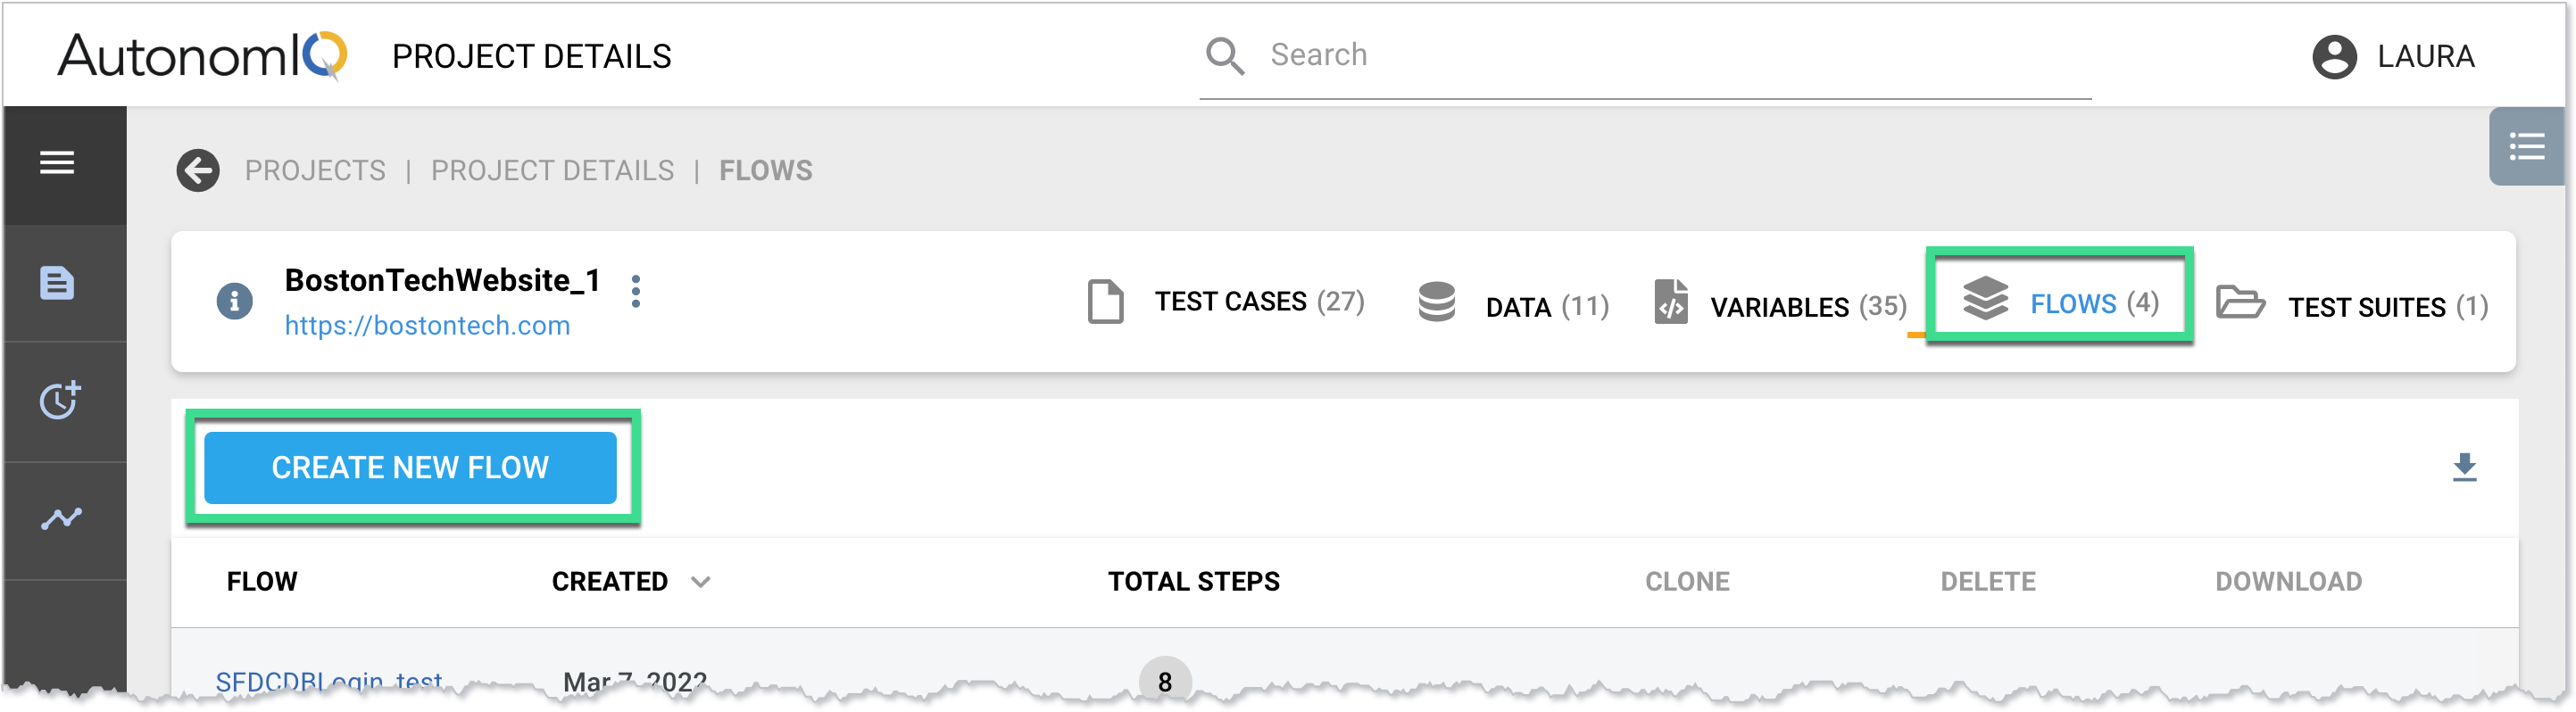 AutonomIQ PROJECT DETAILS Search LAURA
PROJECTS | PROJECT DETAILS | FLOWS
BostonTechWebsite_1
https://bostontech.com
TEST CASES (27) DATA (11) VARIABLES (35) FLOWS (4) TEST SUITES (1)
CREATE NEW FLOW
FLOW CREATED TOTAL STEPS CLONE DELETE DOWNLOAD
SFDCDBLogin_test Mar 7, 2022 8